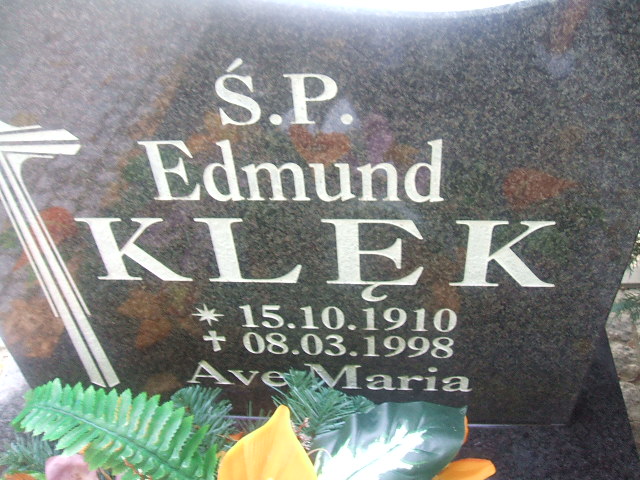 Ś.P.
Edmund
KLĘK
* 15.10.1910
✝ 08.03.1998
Ave Maria